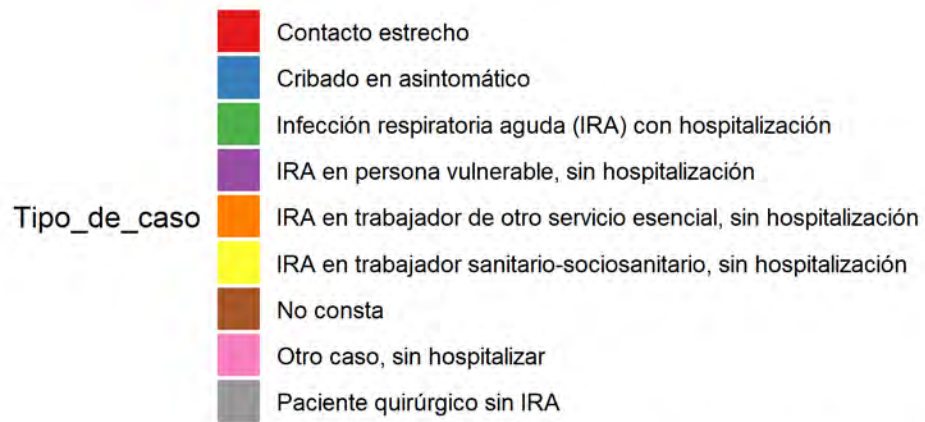 Contacto estrecho
Cribado en asintomático
Infección respiratoria aguda (IRA) con hospitalización
IRA en persona vulnerable, sin hospitalización
Tipo_de_caso
IRA en trabajador de otro servicio esencial, sin hospitalización
IRA en trabajador sanitario-sociosanitario, sin hospitalización
No consta
Otro caso, sin hospitalizar
Paciente quirúrgico sin IRA